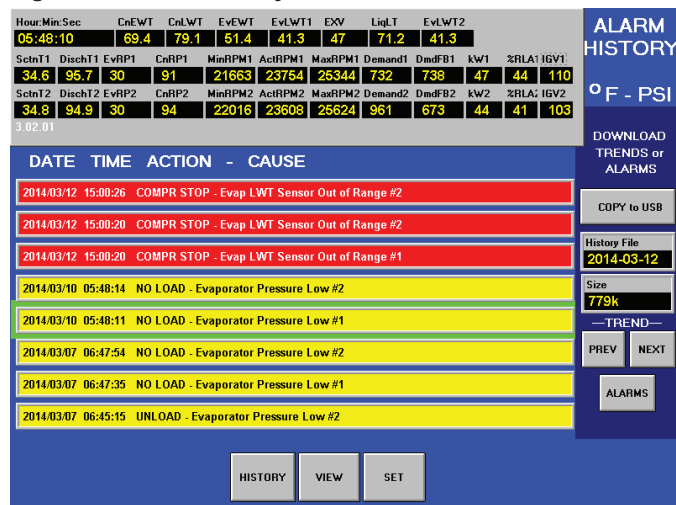 Hour:Min:Sec CnEWT CnLWT EvEWT EvLWT1 EXV LiqLT EvLWT2
05:48:10 69.4 79.1 51.4 41.3 47 71.2 41.3
SctnT1 DischT1 EvRP1 CnRP1 MinRPM1 ActRPM1 MaxRPM1 Demand1 DmdFB1 kW1 %RLA1 IGV1
34.6 95.7 30 91 21663 23754 25344 732 738 47 44 110
SctnT2 DischT2 EvRP2 CnRP2 MinRPM2 ActRPM2 MaxRPM2 Demand2 DmdFB2 kW2 %RLA2 IGV2
34.8 94.9 30 94 22016 23608 25624 961 673 44 41 103
3.02.01
DATE TIME ACTION - CAUSE
2014/03/12 15:00:26 COMPR STOP - Evap LWT Sensor Out of Range #2
2014/03/12 15:00:20 COMPR STOP - Evap LWT Sensor Out of Range #2
2014/03/12 15:00:20 COMPR STOP - Evap LWT Sensor Out of Range #1
2014/03/10 05:48:14 NO LOAD - Evaporator Pressure Low #2
2014/03/10 05:48:11 NO LOAD - Evaporator Pressure Low #1
2014/03/07 06:47:54 NO LOAD - Evaporator Pressure Low #2
2014/03/07 06:47:35 NO LOAD - Evaporator Pressure Low #1
2014/03/07 06:45:15 UNLOAD - Evaporator Pressure Low #2
HISTORY VIEW SET
ALARM
HISTORY
°F - PSI
DOWNLOAD
TRENDS or
ALARMS
COPY to USB
History File
2014-03-12
Size
779k
—TREND—
PREV NEXT
ALARMS